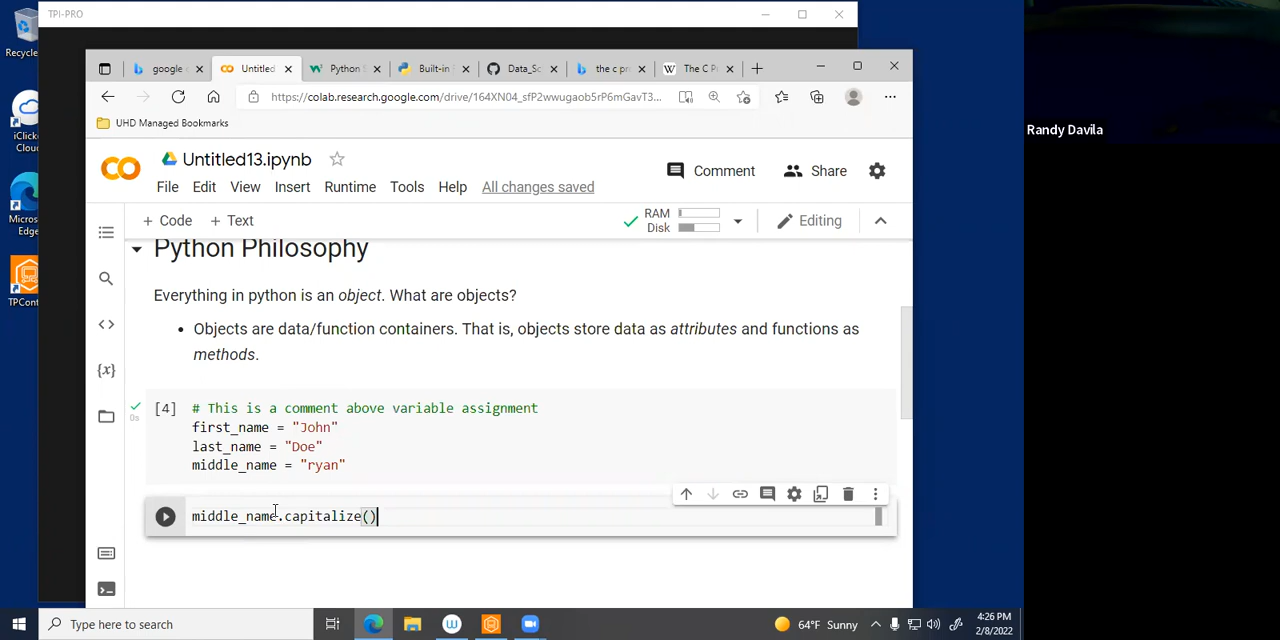 TPI-PRO
Recycle
iClick
Clou
Micros
Edg
TPCont
google
Untitled
Python
Built-in F
Data_Sc
the c pr
The C P
https://colab.research.google.com/drive/164XN04_sfP2wwugaob5rP6mGavT3...
UHD Managed Bookmarks
Untitled13.ipynb
Comment
Share
File Edit View Insert Runtime Tools Help All changes saved
+ Code + Text
RAM
Disk
Editing
Python Philosophy
Everything in python is an object. What are objects?
• Objects are data/function containers. That is, objects store data as attributes and functions as
methods.
[4] # This is a comment above variable assignment
0s
first_name = "John"
last_name = "Doe"
middle_name = "ryan"
middle_name.capitalize()
{x}
Type here to search
64°F Sunny
4:26 PM
2/8/2022
Randy Davila